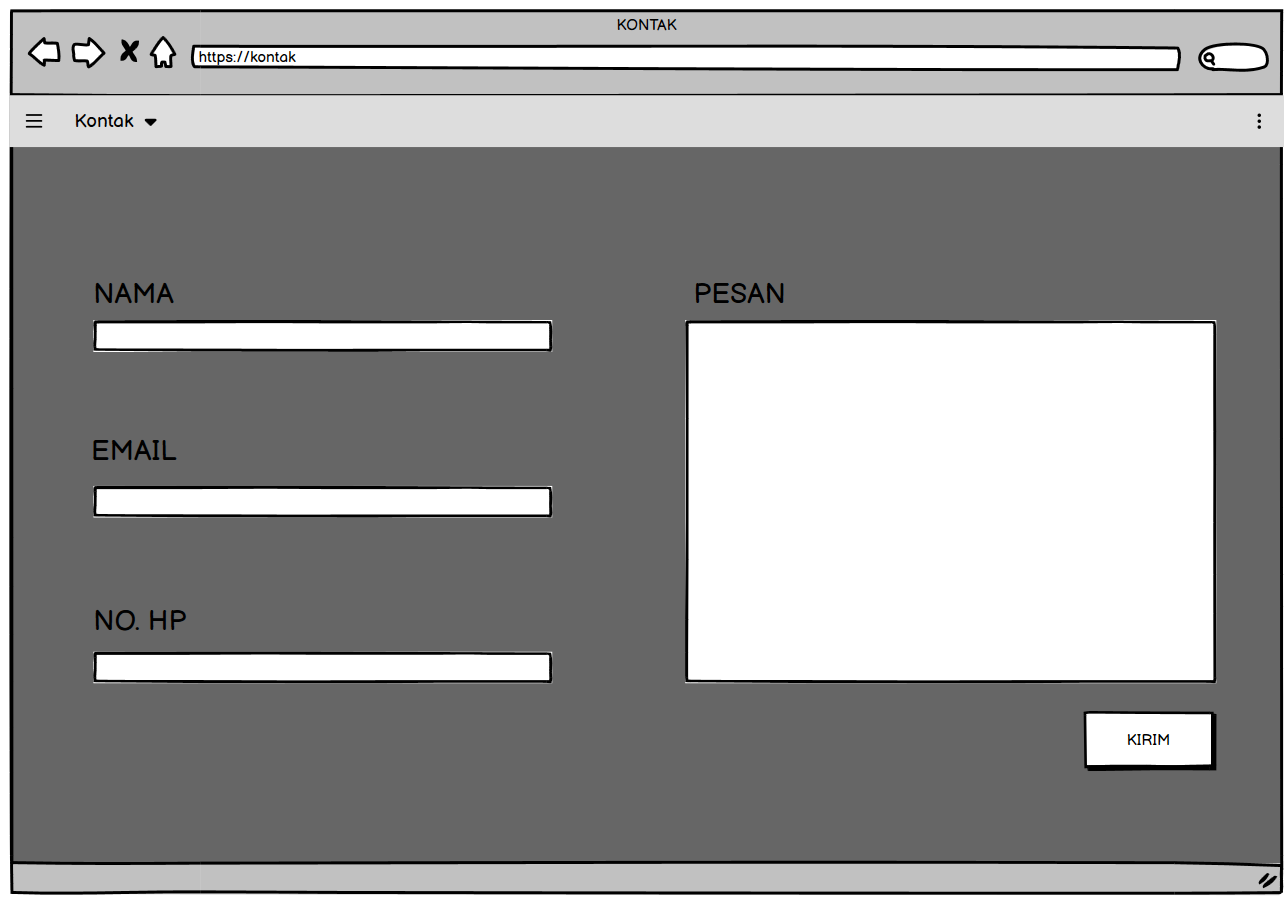 KONTAK
https://kontak
Kontak
NAMA
EMAIL
NO. HP
PESAN
KIRIM